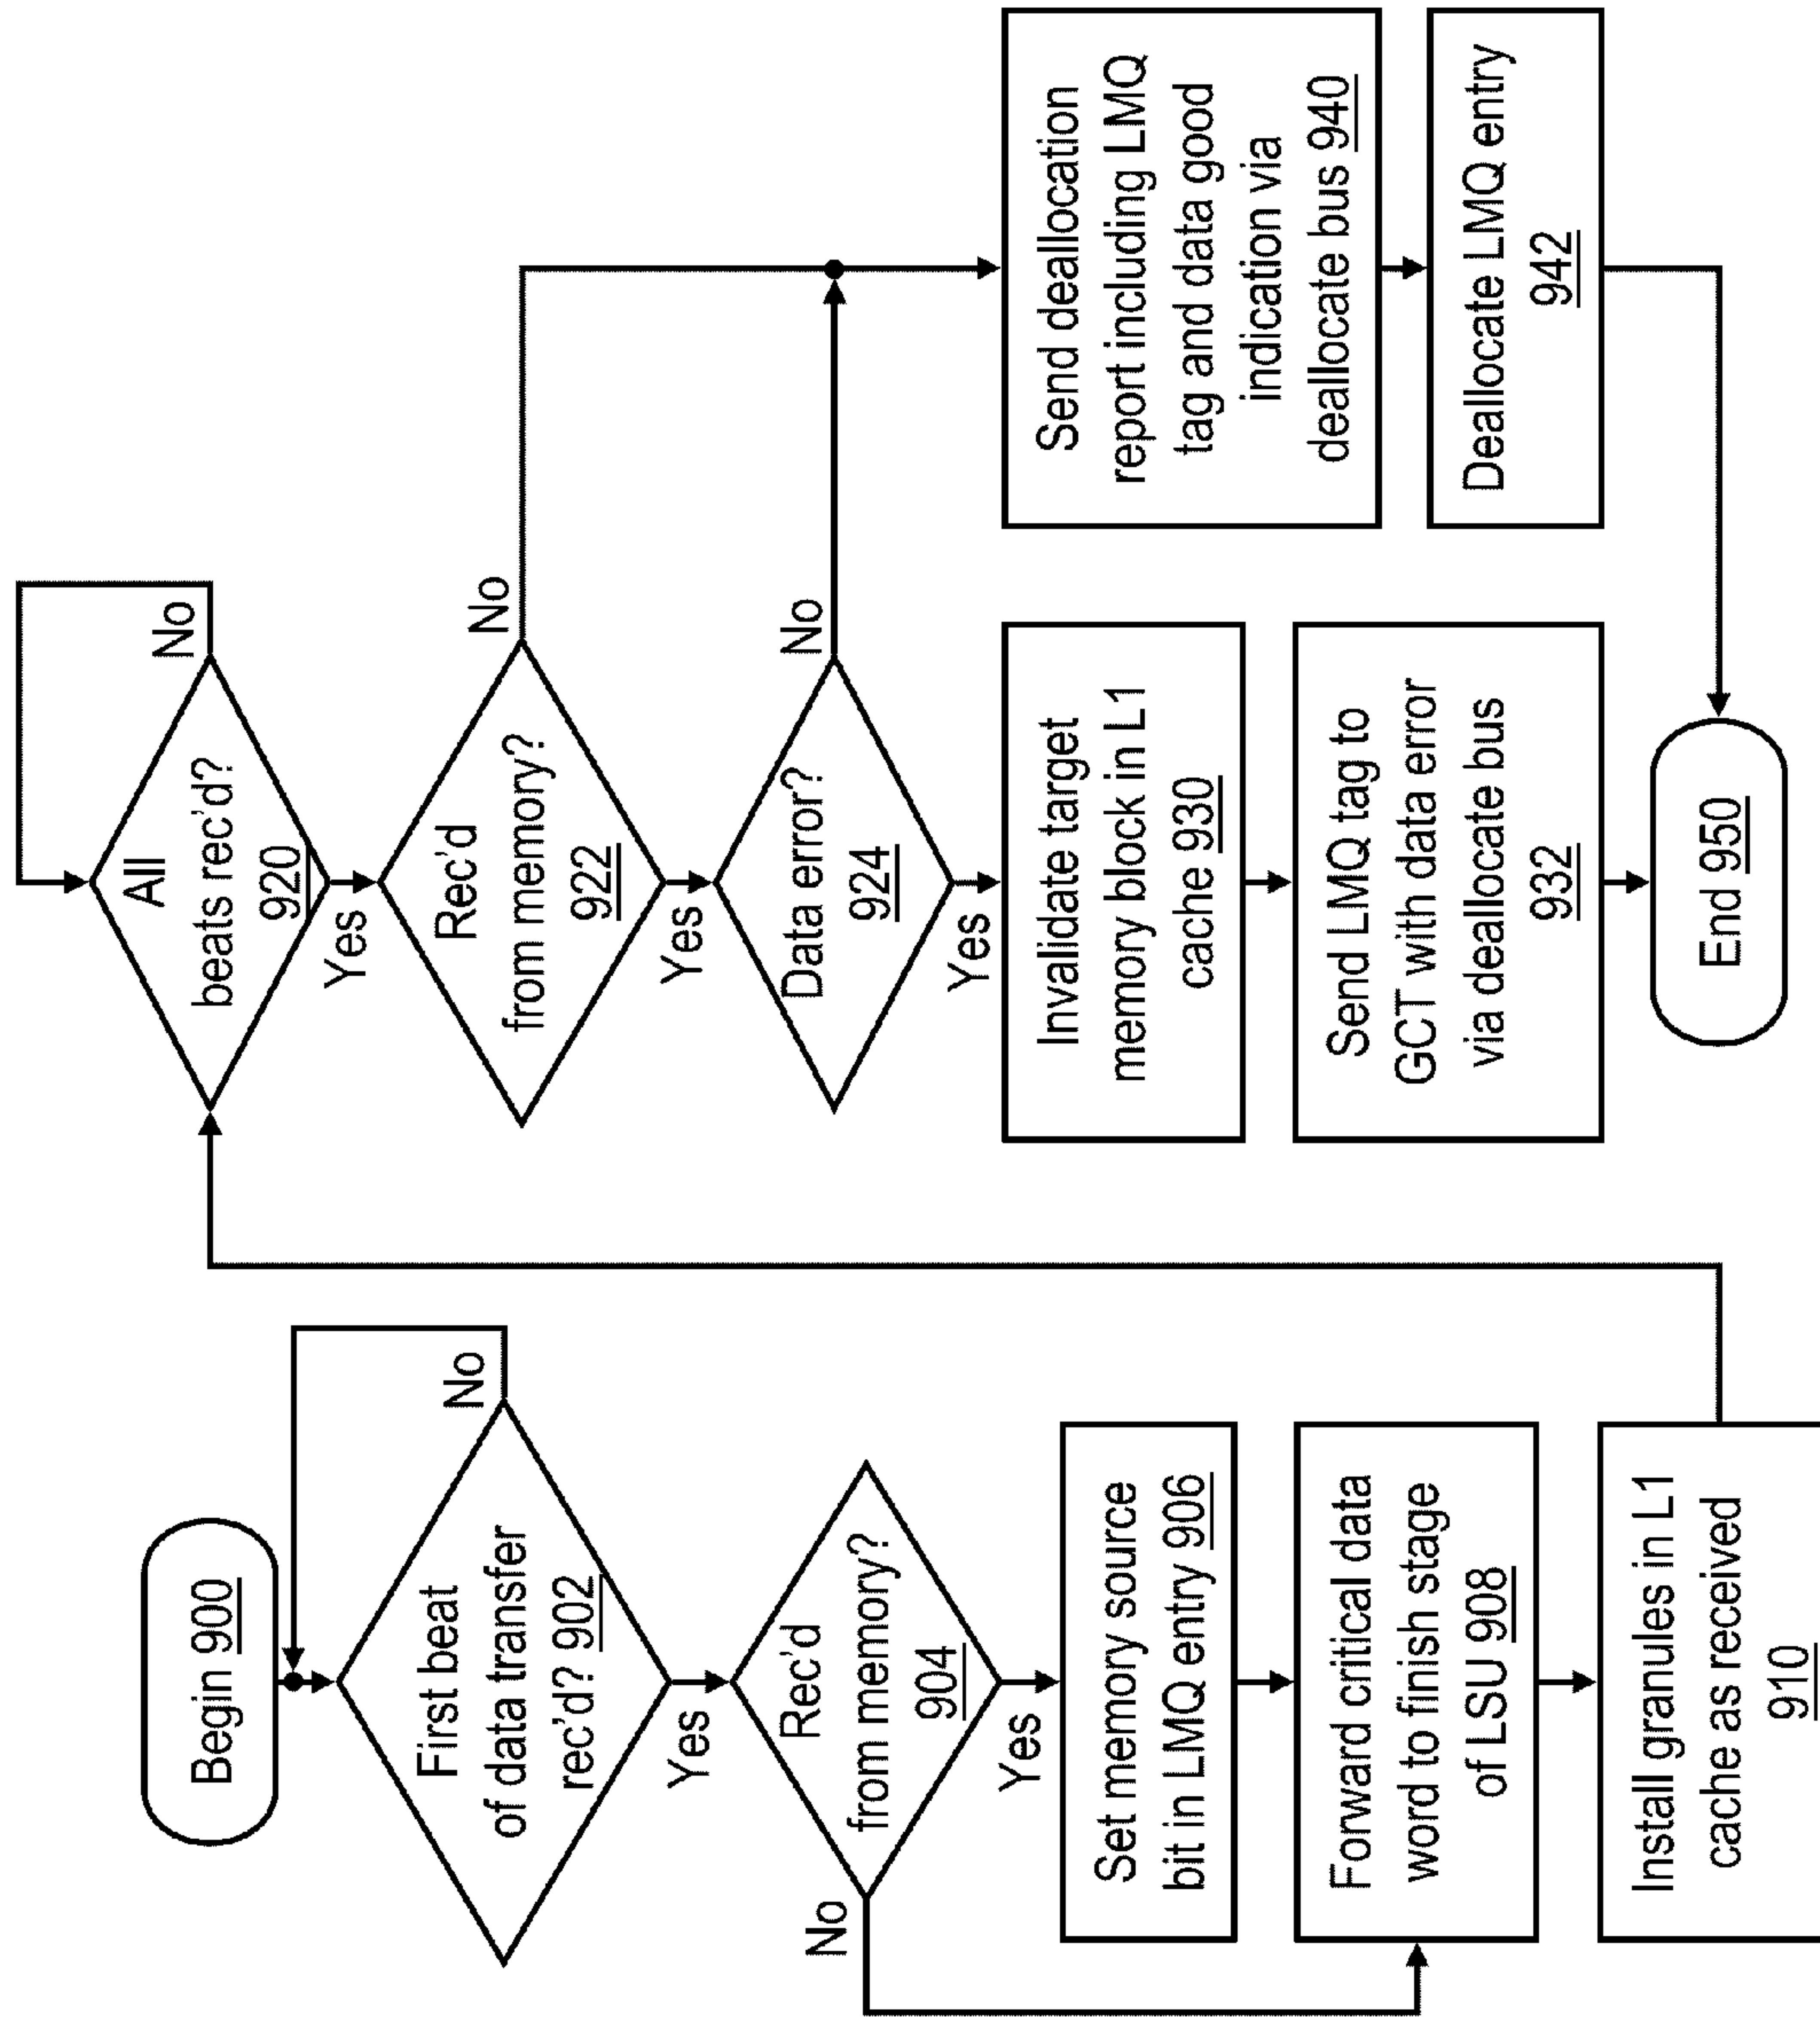 Begin 900
First beat
of data transfer
rec'd? 902
No
Yes
Rec'd
from memory?
904
No
Yes
Set memory source
bit in LMQ entry 906
Forward critical data
word to finish stage
of LSU 908
Install granules in L1
cache as received
910
All
beats rec'd?
920
No
Yes
Rec'd
from memory?
922
No
Yes
Data error?
924
No
Yes
Invalidate target
memory block in L1
cache 930
Send LMQ tag to
GCT with data error
via deallocate bus
932
Send deallocation
report including LMQ
tag and data good
indication via
deallocate bus 940
Deallocate LMQ entry
942
End 950